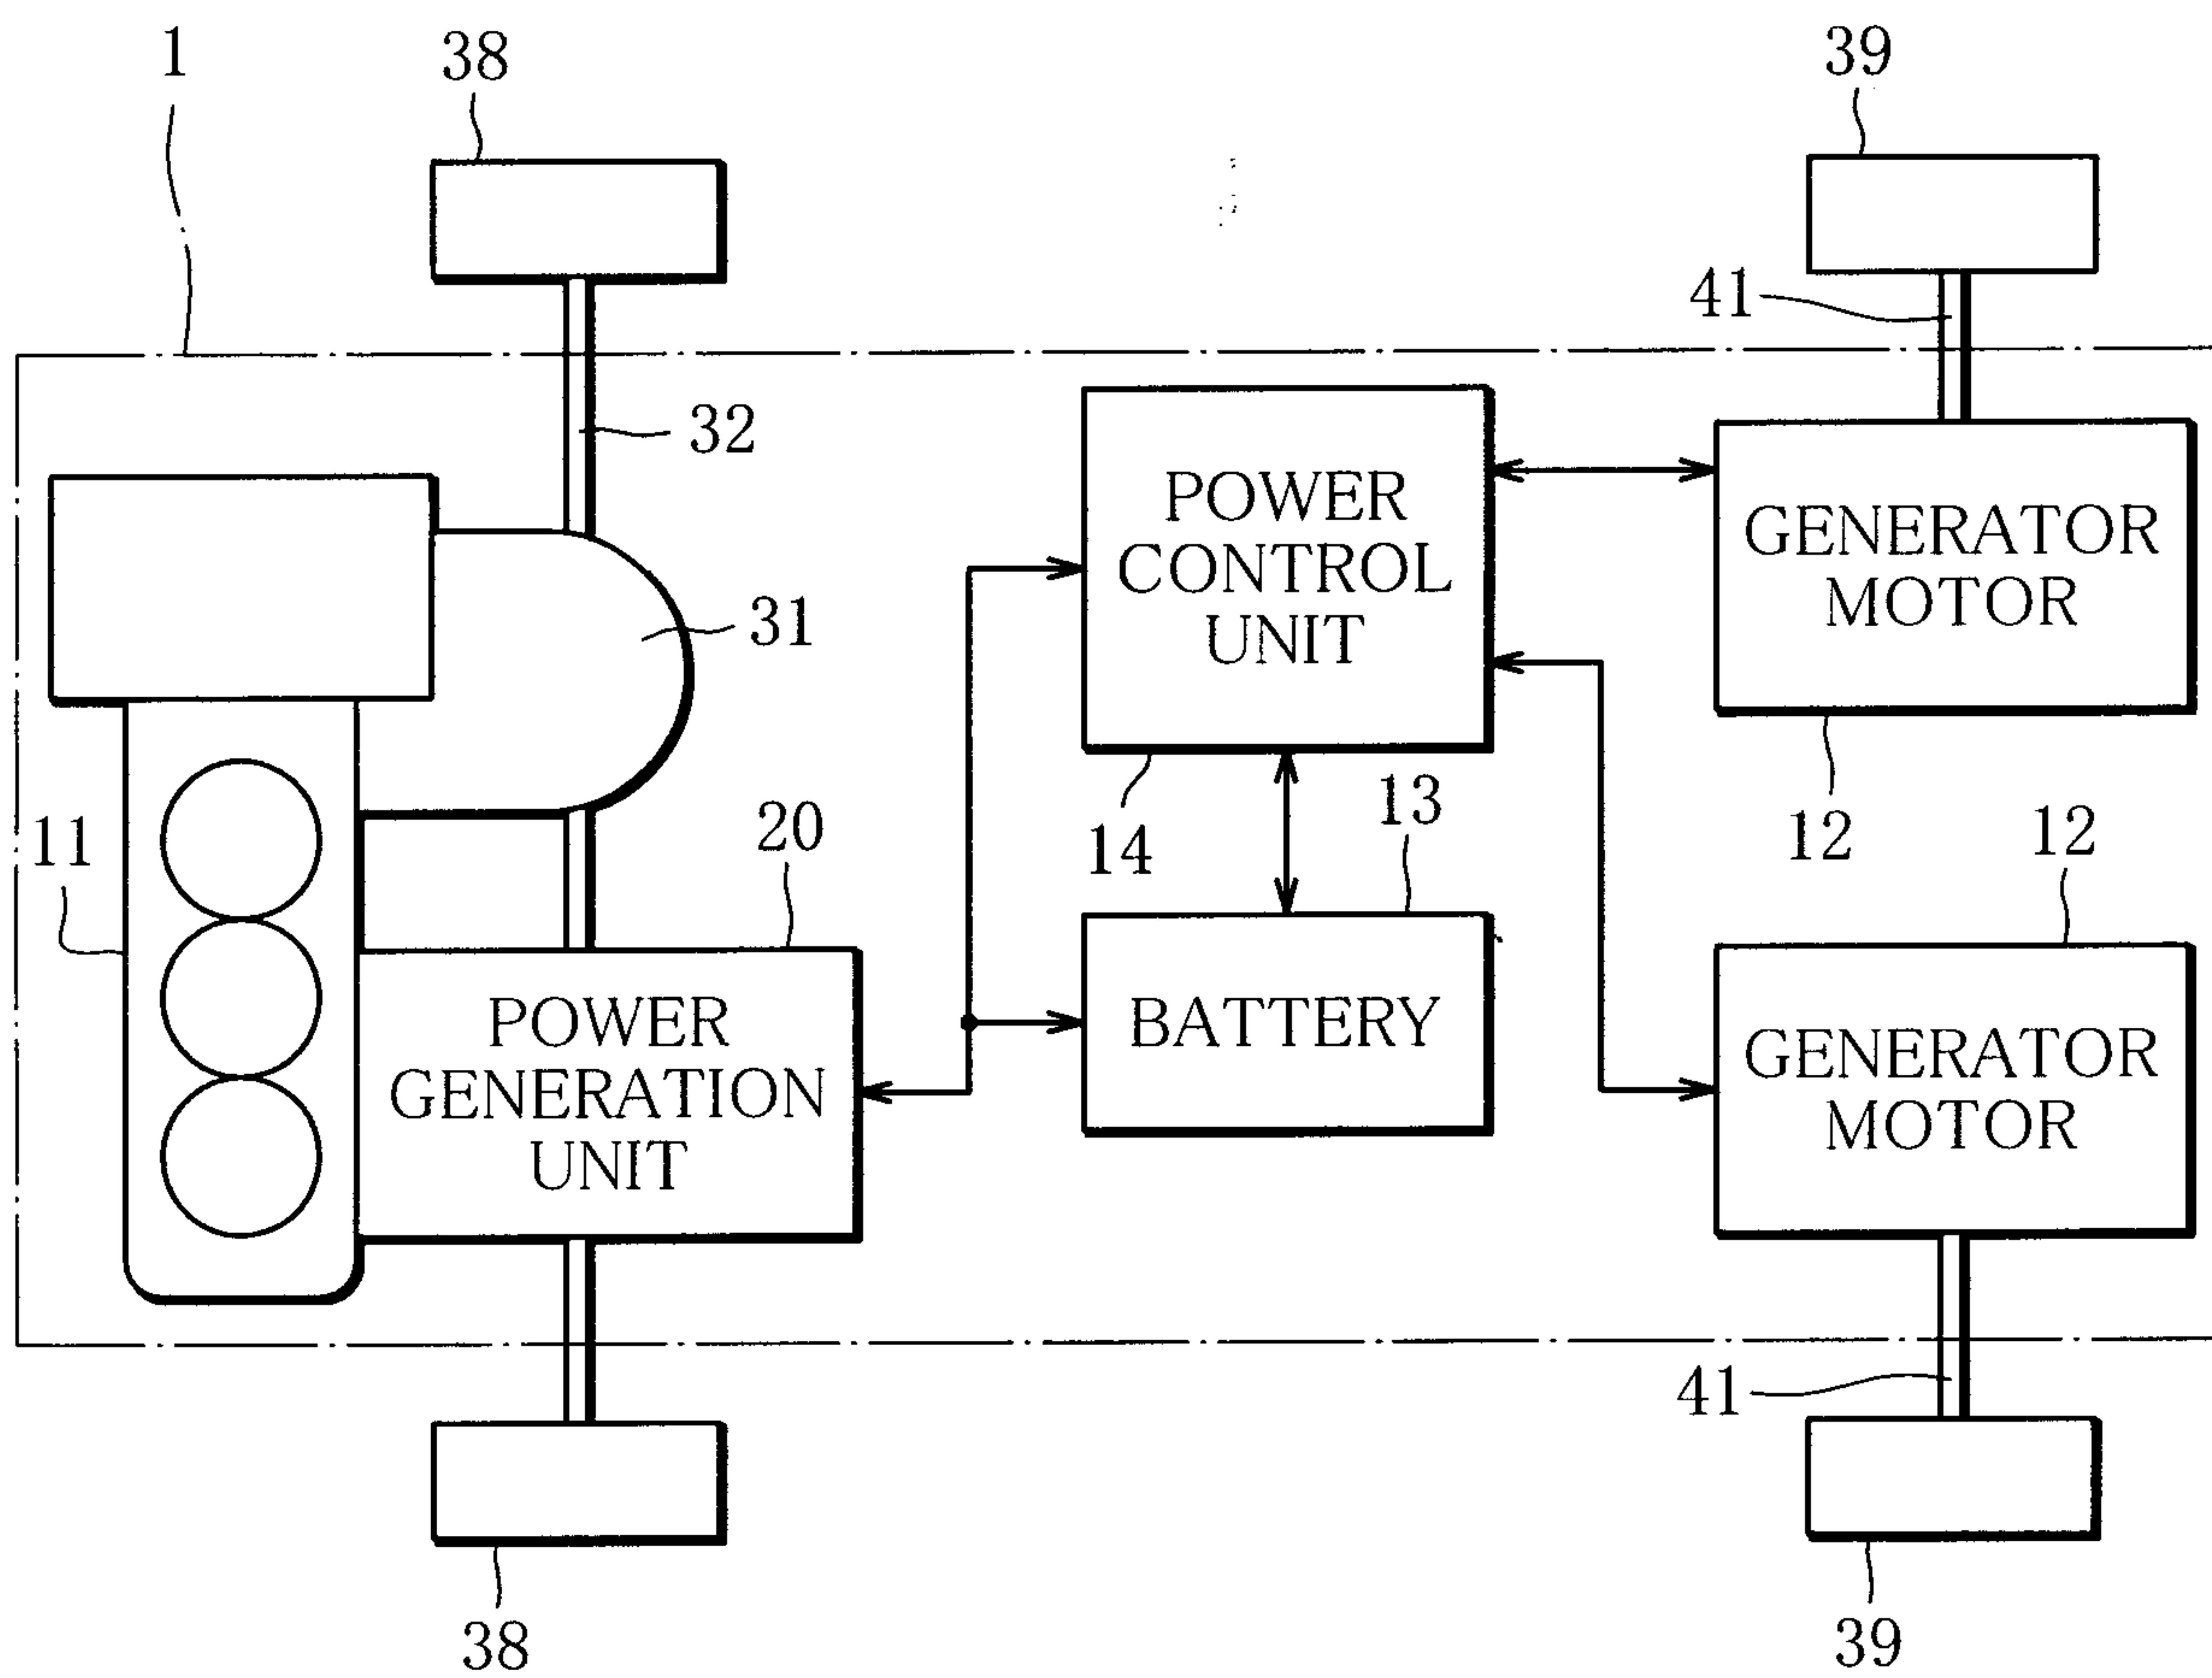 1
38
39
41
32
POWER
CONTROL
UNIT
GENERATOR
MOTOR
31
14
13
12
11
20
12
POWER
GENERATION
UNIT
BATTERY
GENERATOR
MOTOR
41
38
39